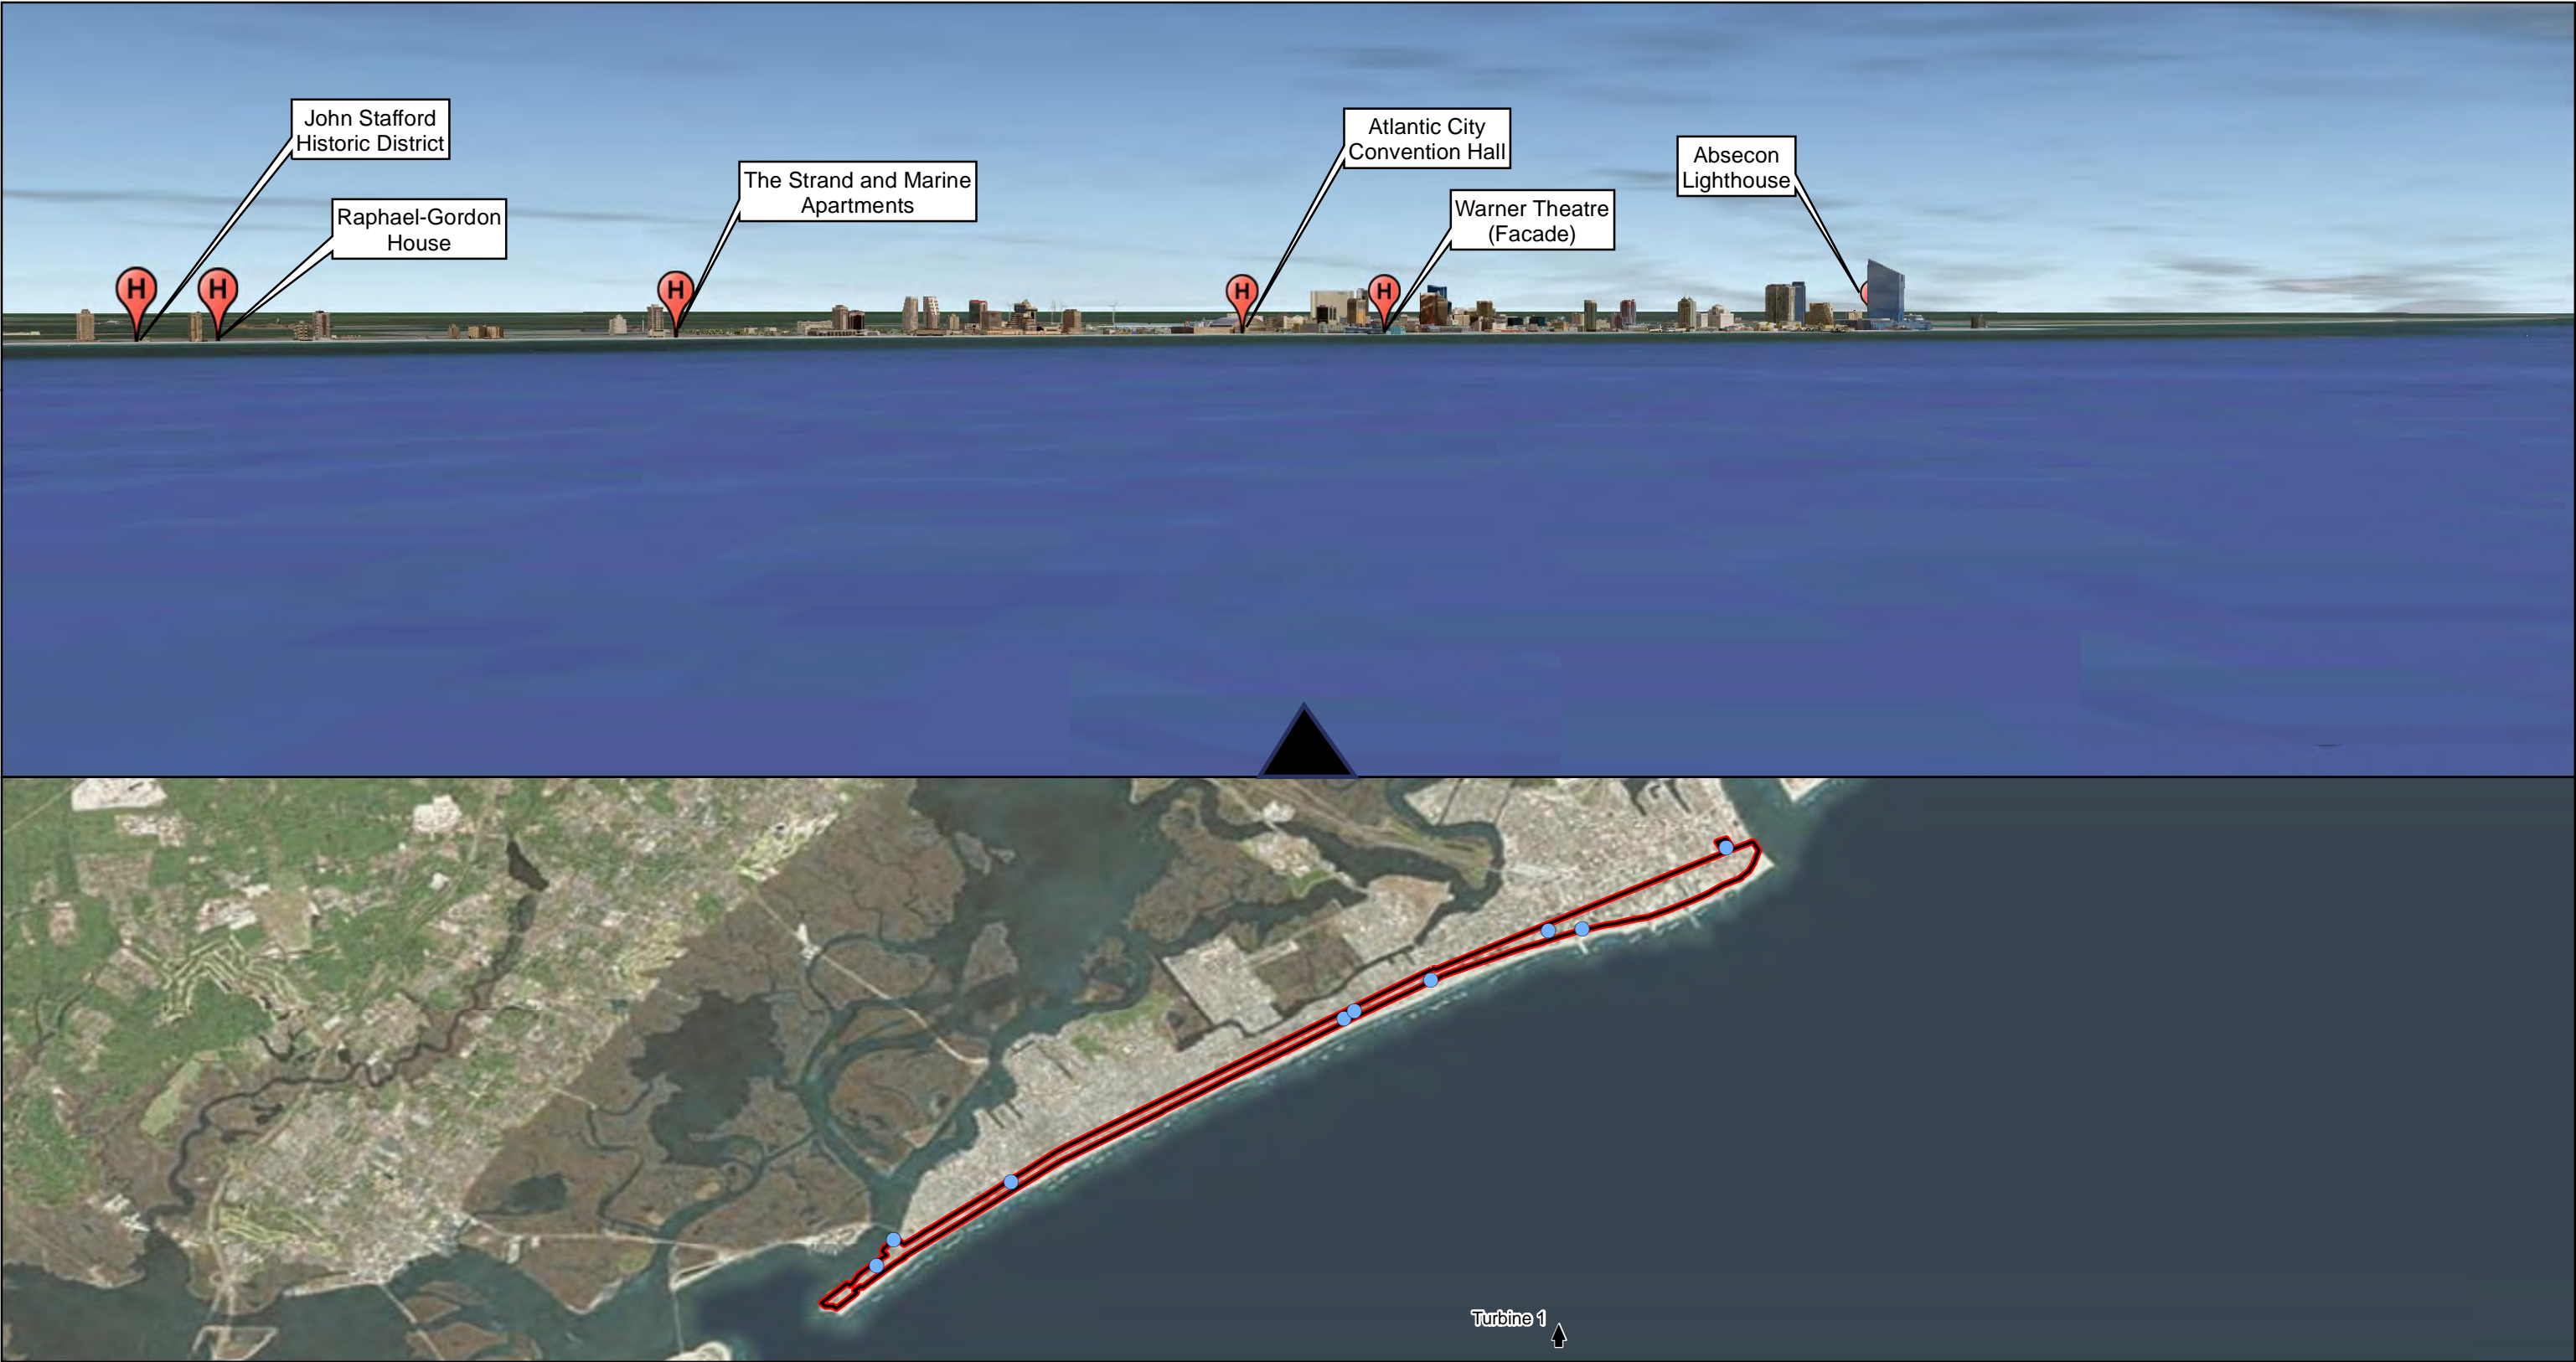 John Stafford
Historic District
Raphael-Gordon
House
The Strand and Marine
Apartments
Atlantic City
Convention Hall
Warner Theatre
(Facade)
Absecon
Lighthouse
H
H
H
H
H
Turbine 1